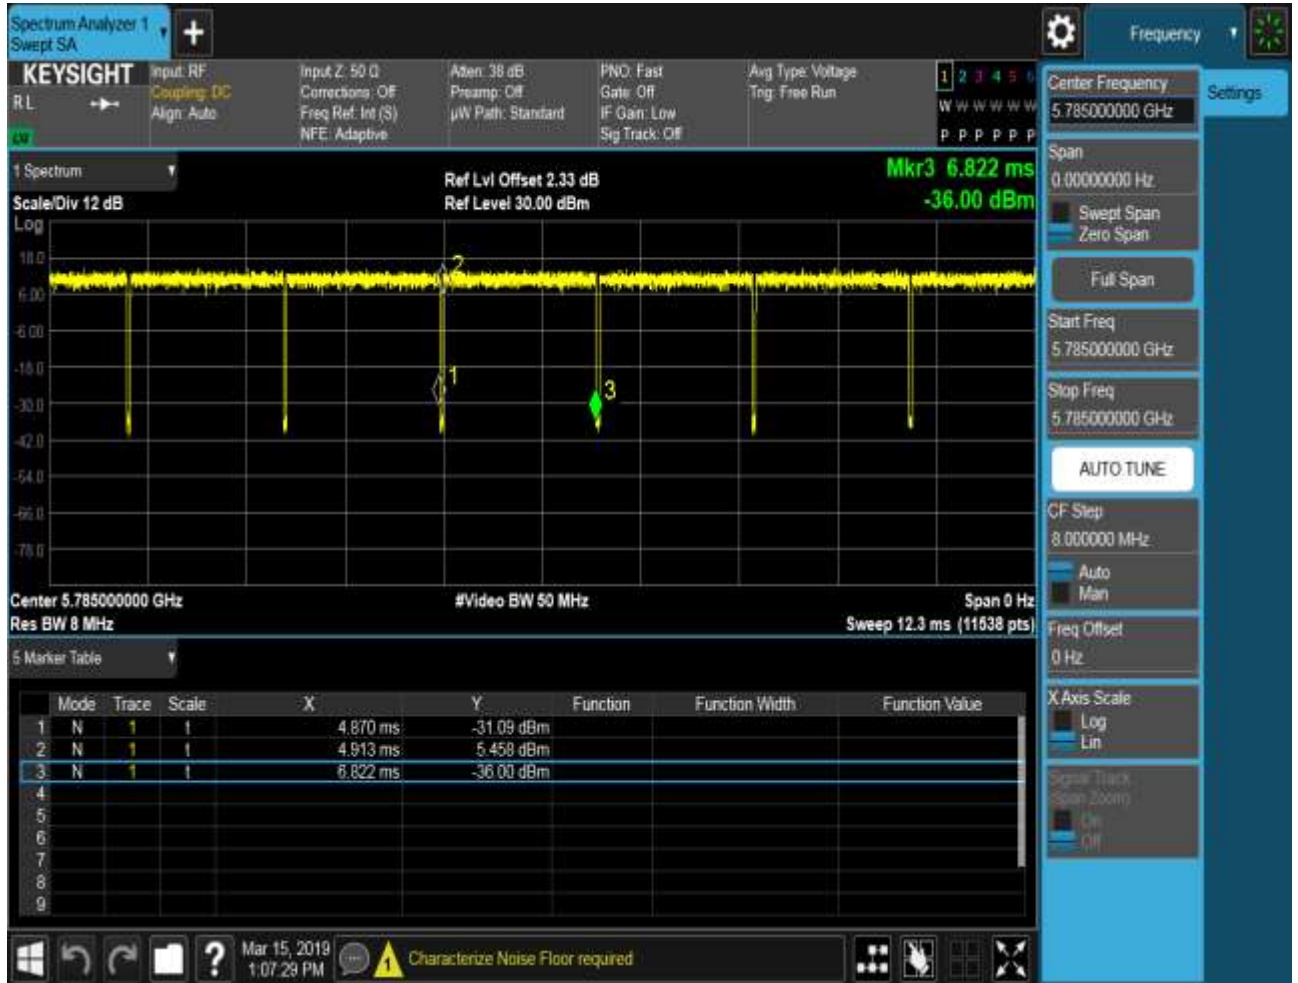 Spectrum Analyzer 1
Swept SA
+
Frequency
KEYSIGHT
RL
Input: RF
Coupling: DC
Align: Auto
Input Z: 50 Ω
Corrections: Off
Freq Ref: Int (S)
NFE: Adaptive
Atten: 38 dB
Preamp: Off
µW Path: Standard
PNO: Fast
Gate: Off
IF Gain: Low
Sig Track: Off
Avg Type: Voltage
Trig: Free Run
1 2 3 4 5 6
W W W W W W
P P P P P P
1 Spectrum
Scale/Div 12 dB
Log
Ref Lvl Offset 2.33 dB
Ref Level 30.00 dBm
Mkr3 6.822 ms
-36.00 dBm
18.0
6.00
-6.00
-18.0
-30.0
-42.0
-54.0
-66.0
-78.0
2
1
3
Center 5.785000000 GHz
#Video BW 50 MHz
Span 0 Hz
Res BW 8 MHz
Sweep 12.3 ms (11538 pts)
5 Marker Table
Mode Trace Scale X Y Function Function Width Function Value
1 N 1 t 4.870 ms -31.09 dBm
2 N 1 t 4.913 ms 5.458 dBm
3 N 1 t 6.822 ms -36.00 dBm
4
5
6
7
8
9
Center Frequency
5.785000000 GHz
Settings
Span
0.00000000 Hz
Swept Span
Zero Span
Full Span
Start Freq
5.785000000 GHz
Stop Freq
5.785000000 GHz
AUTO TUNE
CF Step
8.000000 MHz
Auto
Man
Freq Offset
0 Hz
X Axis Scale
Log
Lin
Signal Track
(Span Zoom)
On
Off
?
Mar 15, 2019
1:07:29 PM
1
Characterize Noise Floor required